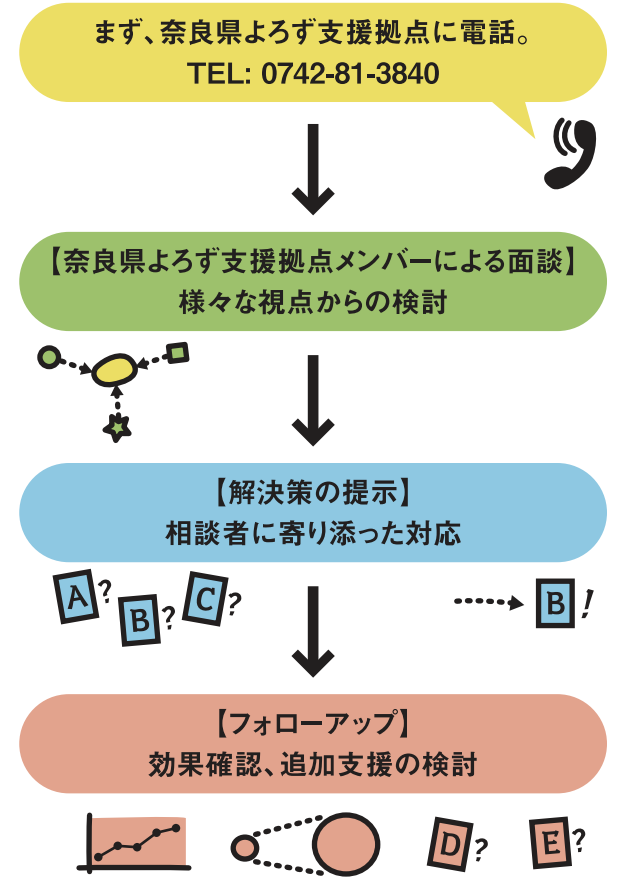 まず、奈良県よろず支援拠点に電話。
TEL: 0742-81-3840
【奈良県よろず支援拠点メンバーによる面談】
様々な視点からの検討
【解決策の提示】
相談者に寄り添った対応
A? B? C? B!
【フォローアップ】
効果確認、追加支援の検討
D? E?